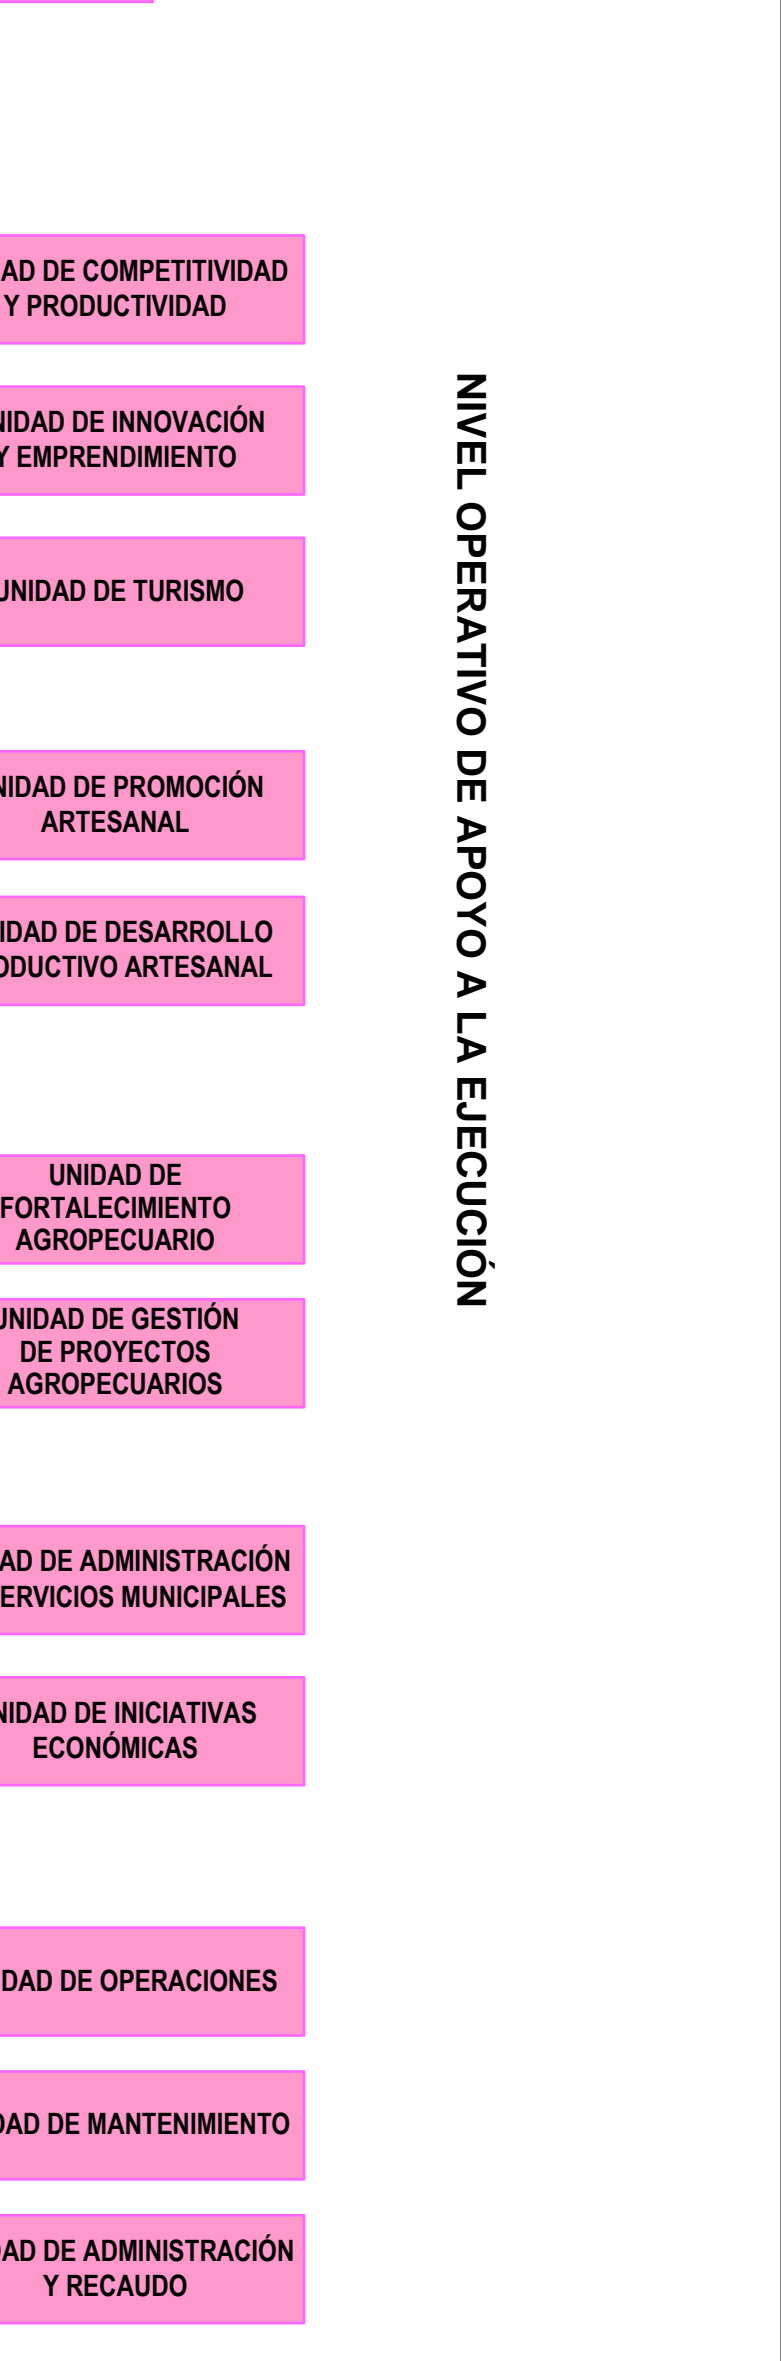 AD DE COMPETITIVIDAD
Y PRODUCTIVIDAD
NIDAD DE INNOVACIÓN
Y EMPRENDIMIENTO
UNIDAD DE TURISMO
NIDAD DE PROMOCIÓN
ARTESANAL
IDAD DE DESARROLLO
ODUCTIVO ARTESANAL
UNIDAD DE
FORTALECIMIENTO
AGROPECUARIO
UNIDAD DE GESTIÓN
DE PROYECTOS
AGROPECUARIOS
AD DE ADMINISTRACIÓN
ERVICIOS MUNICIPALES
NIDAD DE INICIATIVAS
ECONÓMICAS
IDAD DE OPERACIONES
DAD DE MANTENIMIENTO
DAD DE ADMINISTRACIÓN
Y RECAUDO
NIVEL OPERATIVO DE APOYO A LA EJECUCIÓN